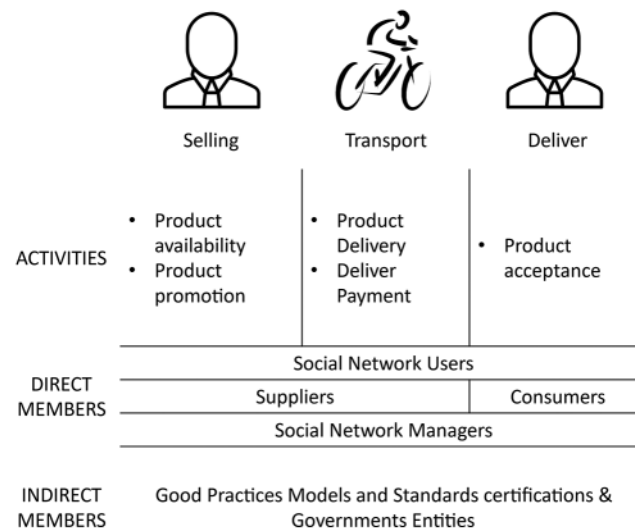 Selling
Transport
Deliver
ACTIVITIES
• Product
availability
• Product
promotion
• Product
Delivery
• Deliver
Payment
• Product
acceptance
DIRECT
MEMBERS
Social Network Users
Suppliers
Consumers
Social Network Managers
INDIRECT
MEMBERS
Good Practices Models and Standards certifications &
Governments Entities